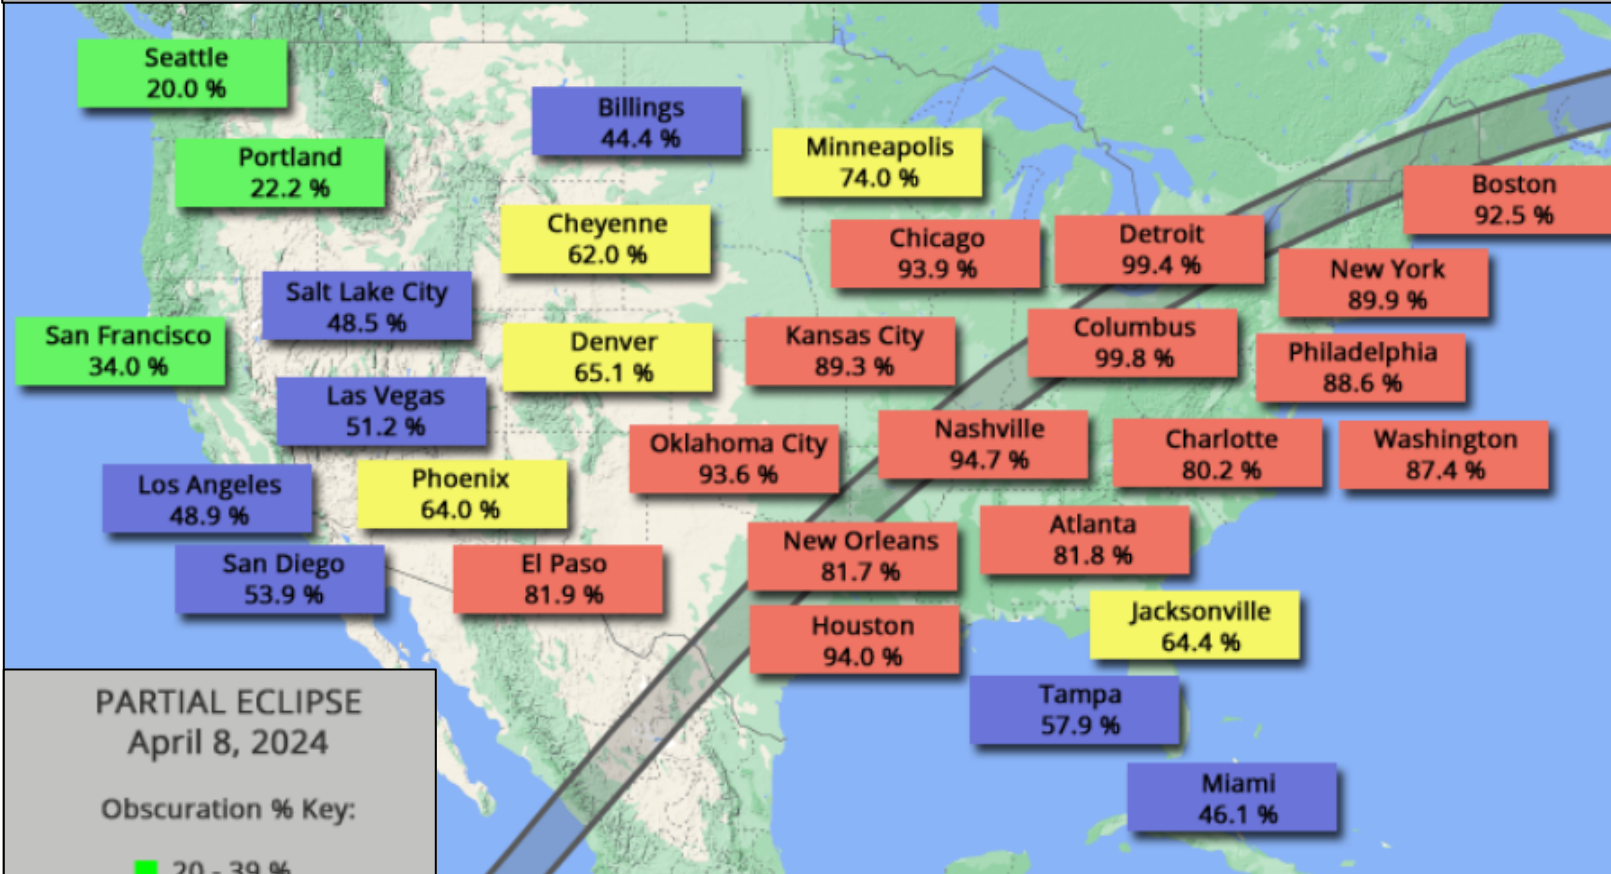 Seattle
20.0 %
Billings
44.4 %
Portland
22.2 %
Minneapolis
74.0 %
Boston
92.5 %
Cheyenne
62.0 %
Chicago
93.9 %
Detroit
99.4 %
New York
89.9 %
Salt Lake City
48.5 %
San Francisco
34.0 %
Denver
65.1 %
Kansas City
89.3 %
Columbus
99.8 %
Philadelphia
88.6 %
Las Vegas
51.2 %
Oklahoma City
93.6 %
Nashville
94.7 %
Charlotte
80.2 %
Washington
87.4 %
Los Angeles
48.9 %
Phoenix
64.0 %
San Diego
53.9 %
El Paso
81.9 %
New Orleans
81.7 %
Atlanta
81.8 %
Houston
94.0 %
Jacksonville
64.4 %
Tampa
57.9 %
Miami
46.1 %
PARTIAL ECLIPSE
April 8, 2024
Obscuration % Key:
20 - 39 %